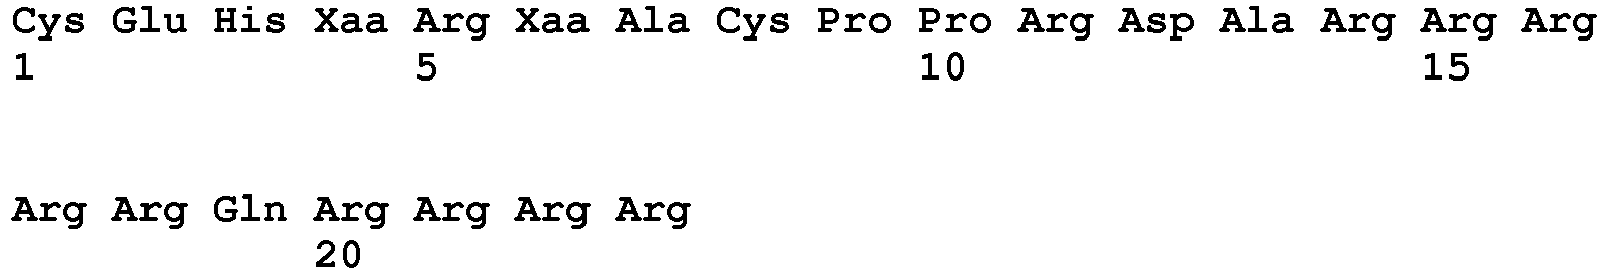 Cys Glu His Xaa Arg Xaa Ala Cys Pro Pro Arg Asp Ala Arg Arg Arg
1 5 10 15
Arg Arg Gln Arg Arg Arg Arg
20